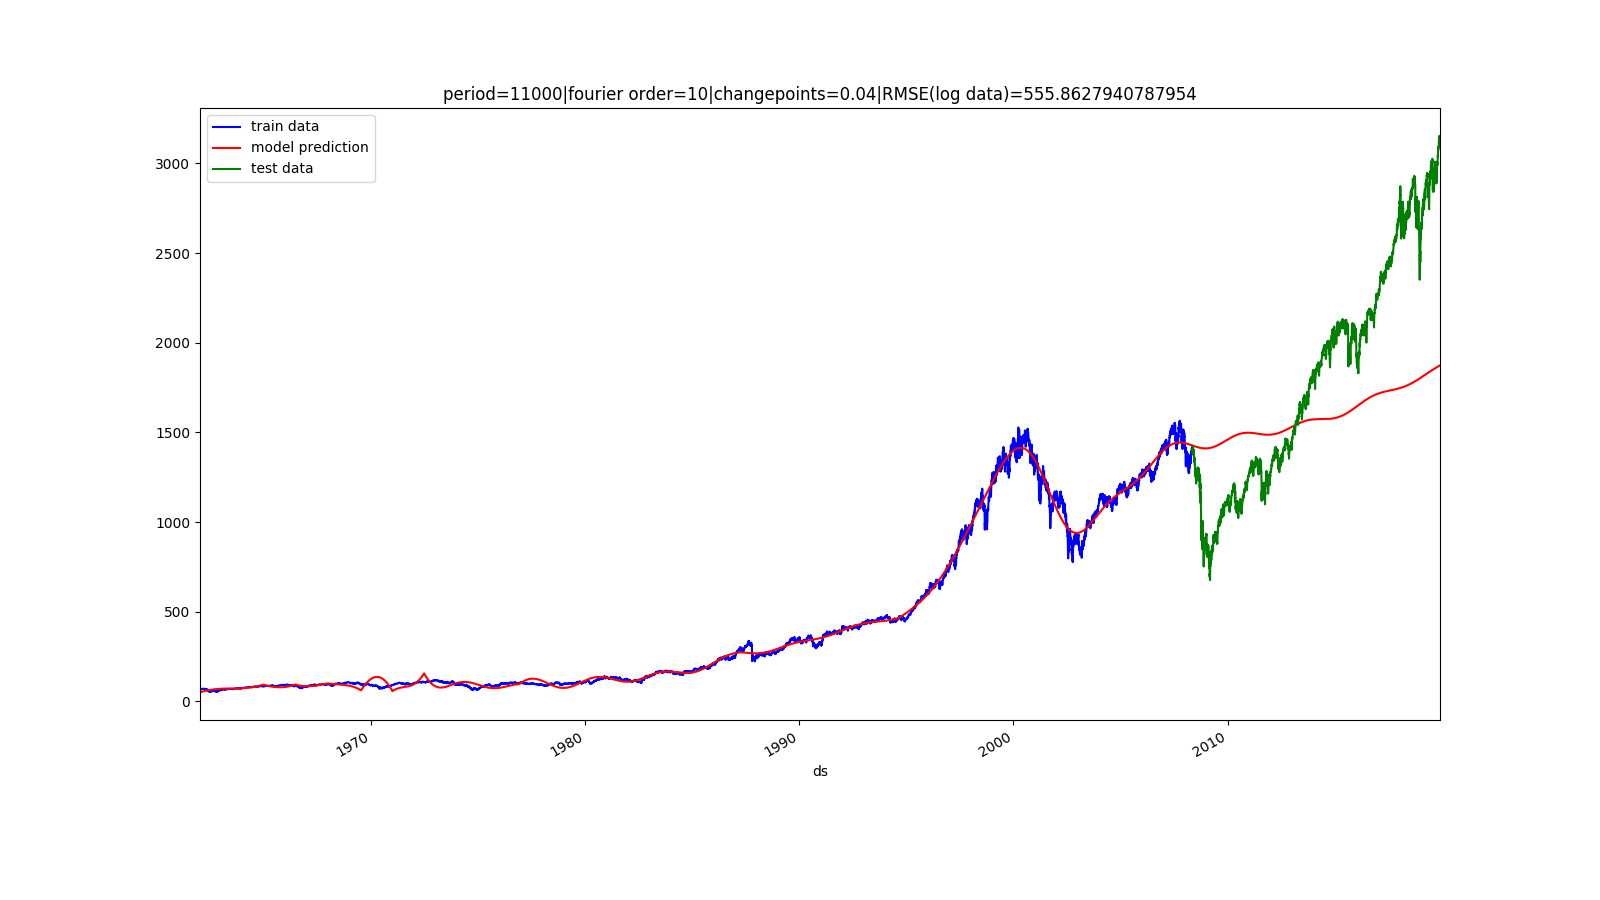 period=11000|fourier order=10|changepoints=0.04|RMSE(log data)=555.8627940787954
train data
model prediction
test data
3000
2500
2000
1500
1000
500
0
1970
1980
1990
2000
2010
ds